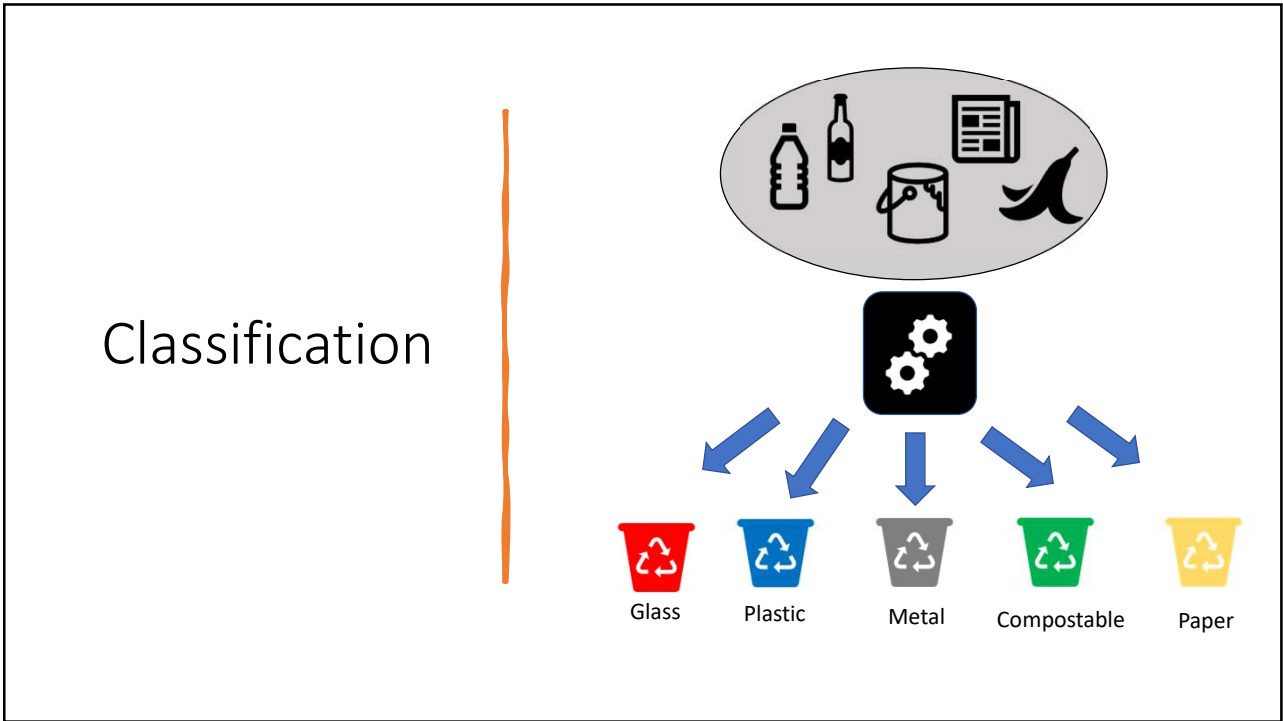 Classification
Glass
Plastic
Metal
Compostable
Paper